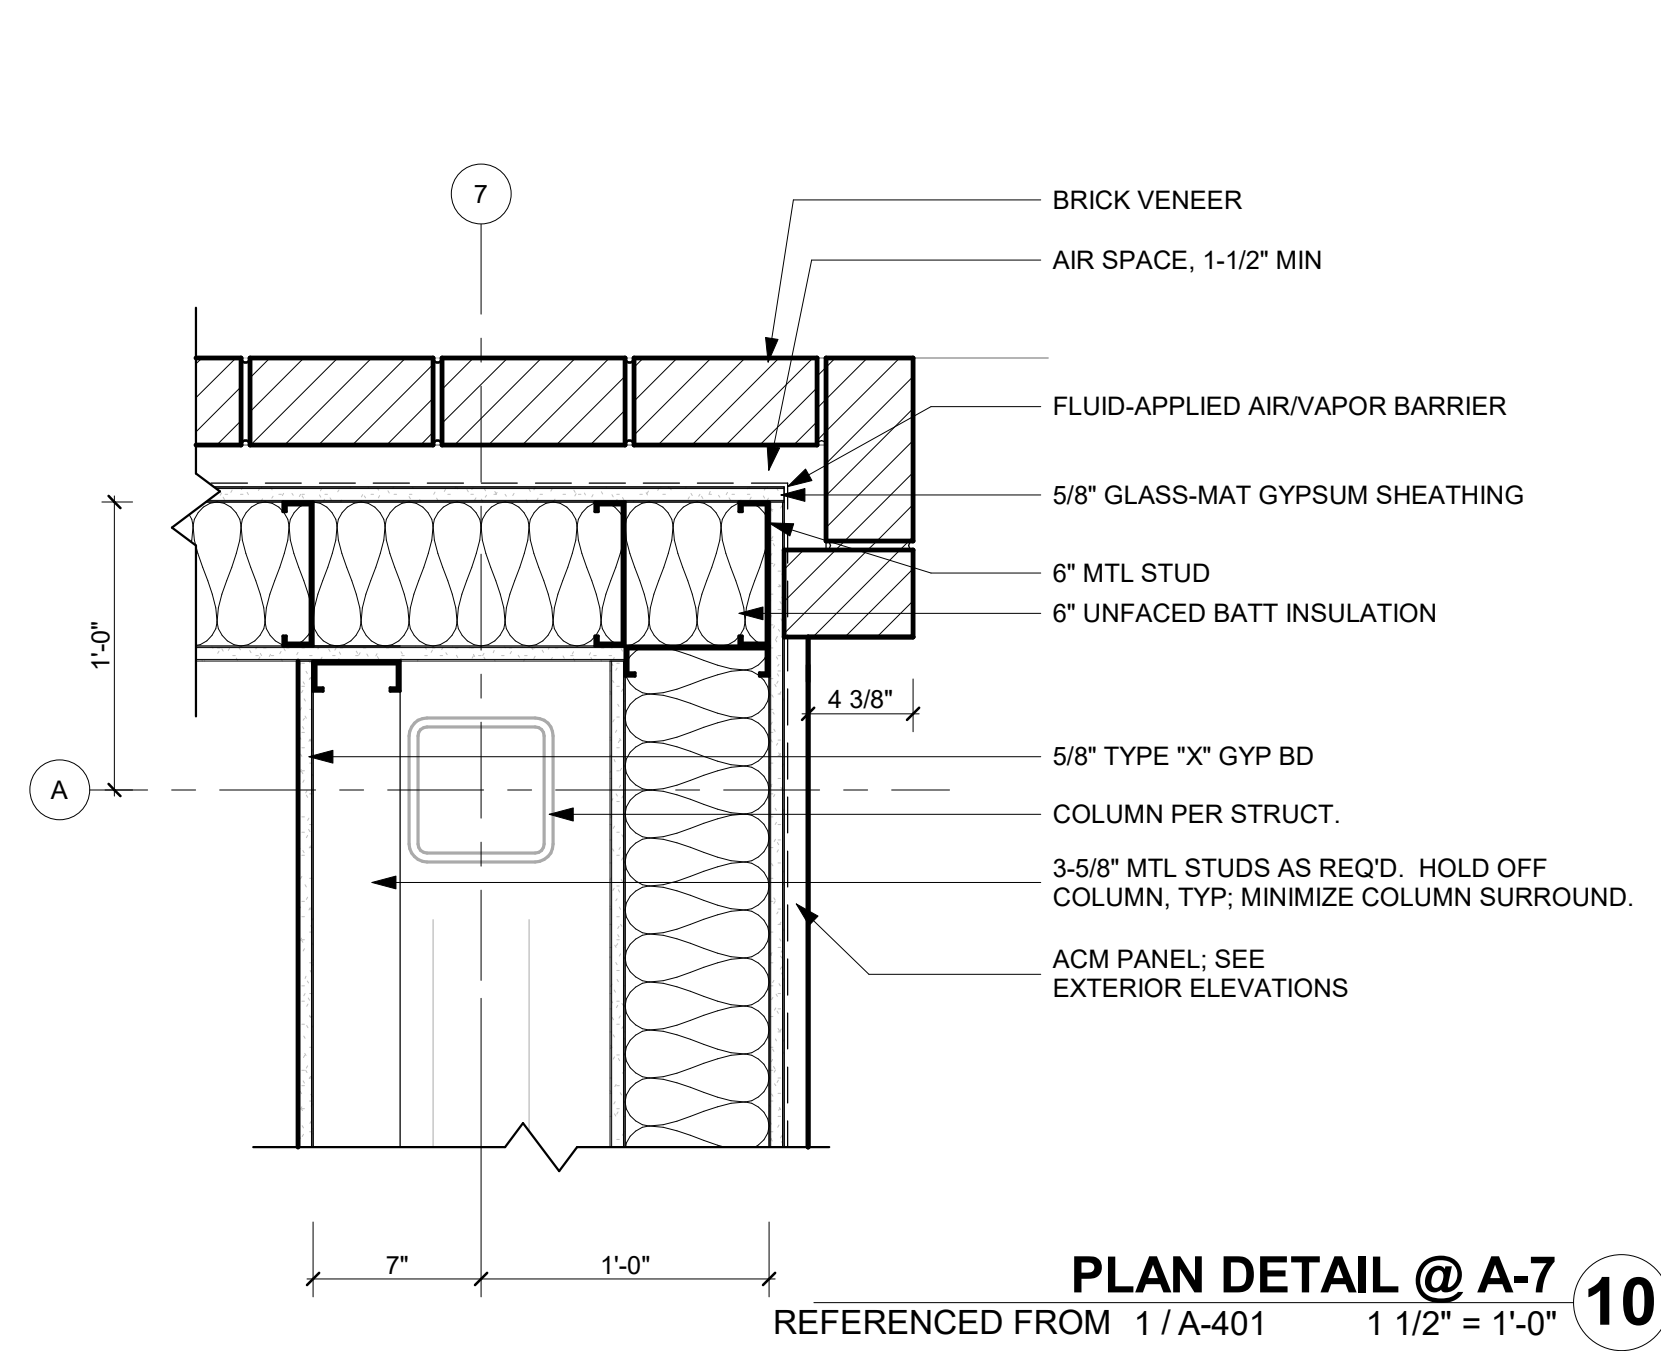 7
BRICK VENEER
AIR SPACE, 1-1/2" MIN
FLUID-APPLIED AIR/VAPOR BARRIER
5/8" GLASS-MAT GYPSUM SHEATHING
6" MTL STUD
6" UNFACED BATT INSULATION
1'-0"
4 3/8"
5/8" TYPE "X" GYP BD
A
COLUMN PER STRUCT.
3-5/8" MTL STUDS AS REQ'D. HOLD OFF
COLUMN, TYP; MINIMIZE COLUMN SURROUND.
ACM PANEL; SEE
EXTERIOR ELEVATIONS
7"
1'-0"
PLAN DETAIL @ A-7
10
REFERENCED FROM 1 / A-401
1 1/2" = 1'-0"